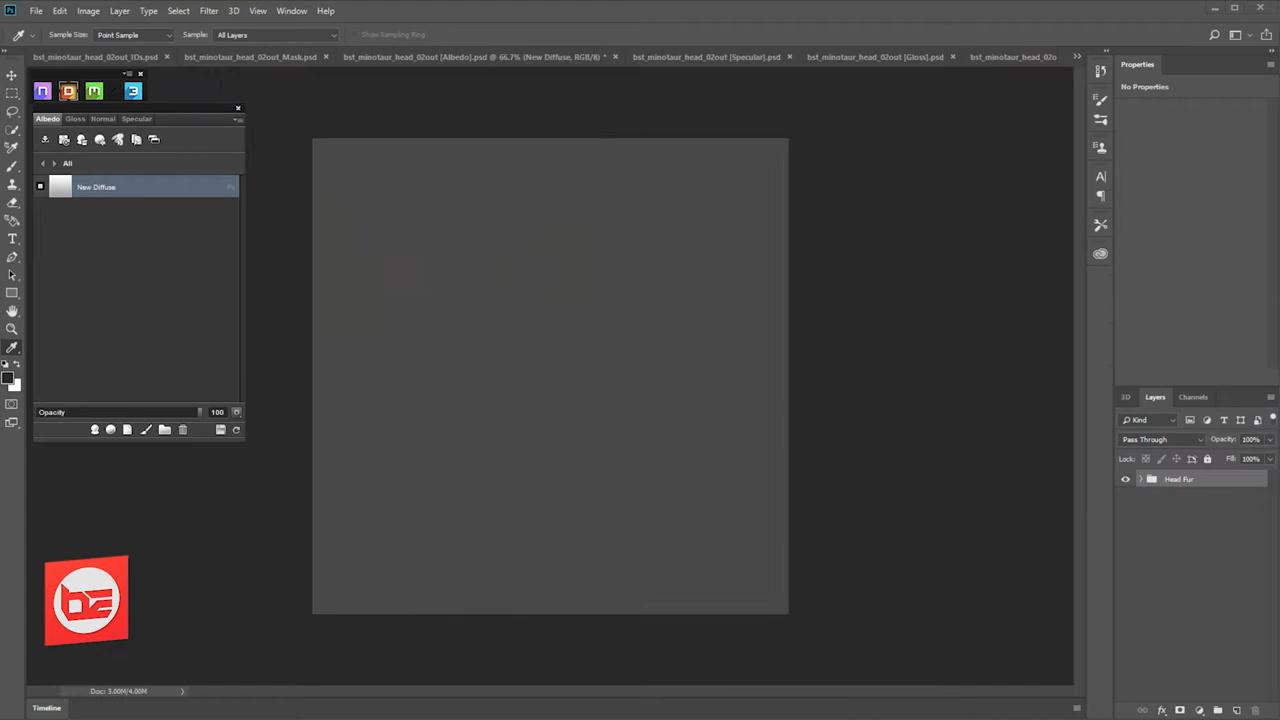 Ps File Edit Image Layer Type Select Filter 3D View Window Help
Sample Size: Point Sample Sample: All Layers Show Sampling Ring
bst_minotaur_head_02out_IDs.psd × bst_minotaur_head_02out_Mask.psd × bst_minotaur_head_02out [Albedo].psd @ 66.7% (New Diffuse, RGB/8) * × bst_minotaur_head_02out [Specular].psd × bst_minotaur_head_02out [Gloss].psd × bst_minotaur_head_02o
Properties
No Properties
n D m 3
Albedo Gloss Normal Specular
All
New Diffuse Ps
Opacity 100
3D Layers Channels
Kind
Pass Through Opacity: 100%
Lock: Fill: 100%
Head Fur
Doc: 3.00M/4.00M
Timeline